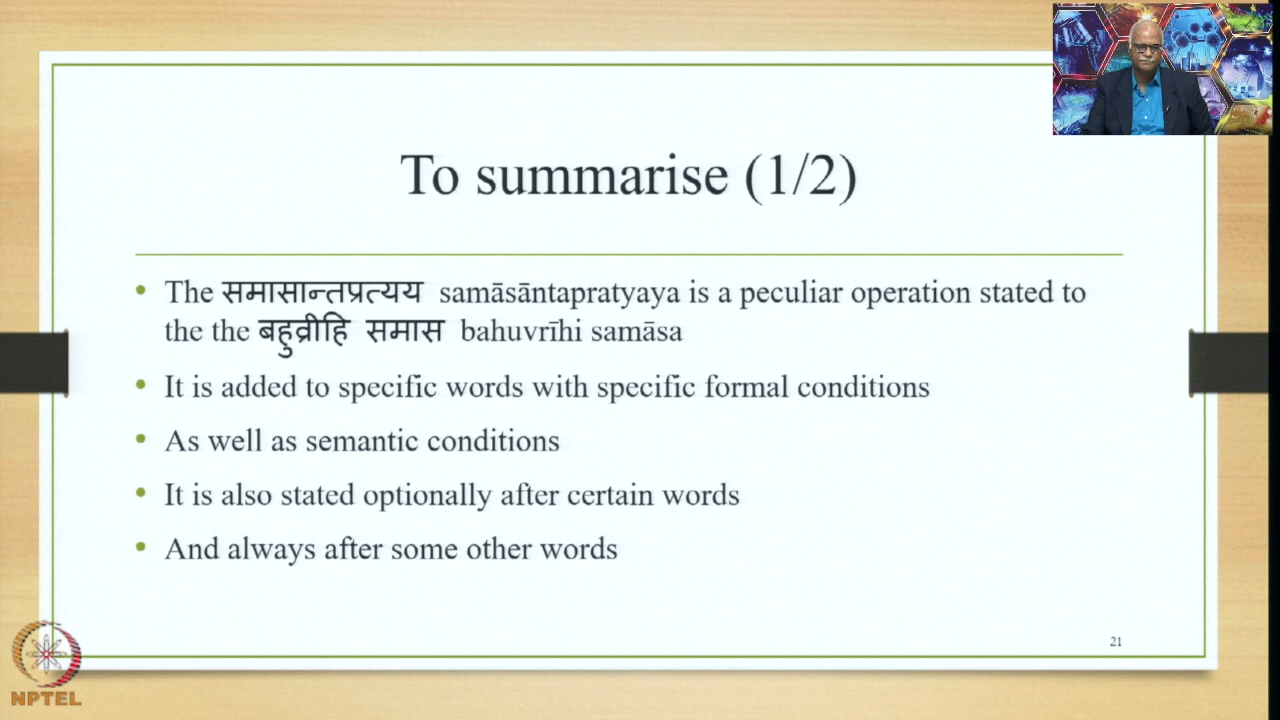 To summarise (1/2)
• The समासान्तप्रत्यय samāsāntapratyaya is a peculiar operation stated to
the the बहुव्रीहि समास bahuvrīhi samāsa
• It is added to specific words with specific formal conditions
• As well as semantic conditions
• It is also stated optionally after certain words
• And always after some other words
21
NPTEL